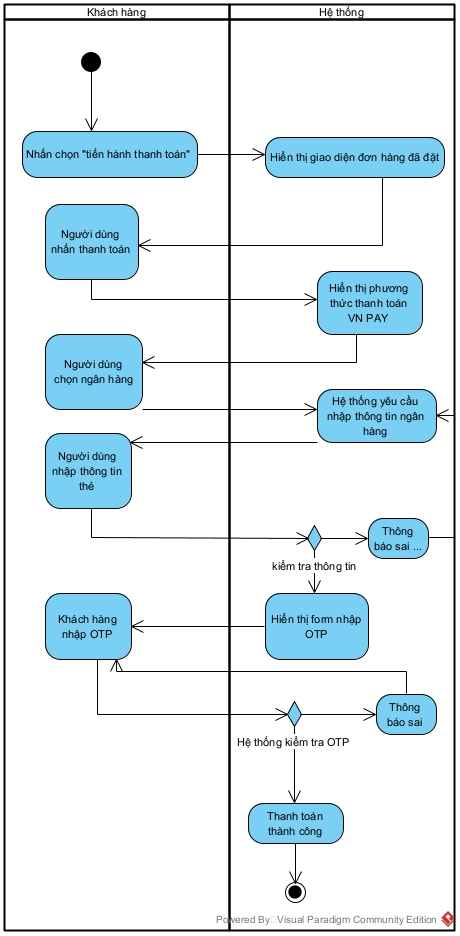 Khách hàng
Hệ thống
Nhấn chọn "tiến hành thanh toán"
Hiển thị giao diện đơn hàng đã đặt
Người dùng
nhấn thanh toán
Hiển thị phương
thức thanh toán
VN PAY
Người dùng
chọn ngân hàng
Hệ thống yêu cầu
nhập thông tin ngân
hàng
Người dùng
nhập thông tin
thẻ
Thông
báo sai ...
kiểm tra thông tin
Khách hàng
nhập OTP
Hiển thị form nhập
OTP
Thông
báo sai
Hệ thống kiểm tra OTP
Thanh toán
thành công
Powered By Visual Paradigm Community Edition